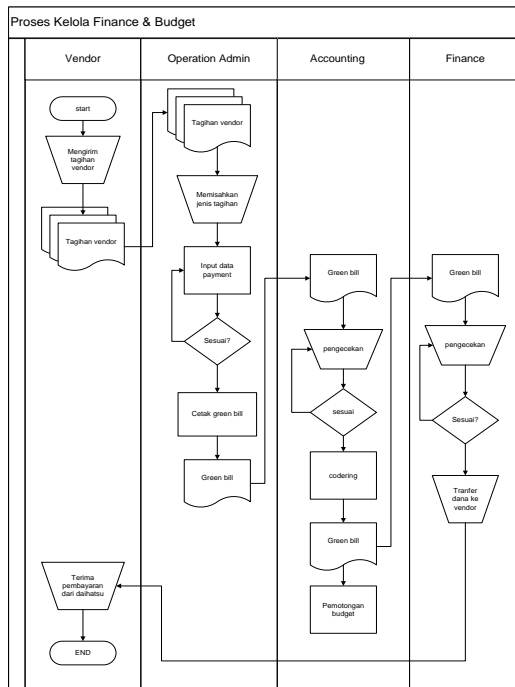 Proses Kelola Finance & Budget
Vendor
Operation Admin
Accounting
Finance
start
Mengirim
tagihan
vendor
Tagihan vendor
Tagihan vendor
Memisahkan
jenis tagihan
Input data
payment
Sesuai?
Cetak green bill
Green bill
Green bill
pengecekan
sesuai
codering
Green bill
Pemotongan
budget
Green bill
pengecekan
Sesuai?
Tranfer
dana ke
vendor
Terima
pembayaran
dari daihatsu
END